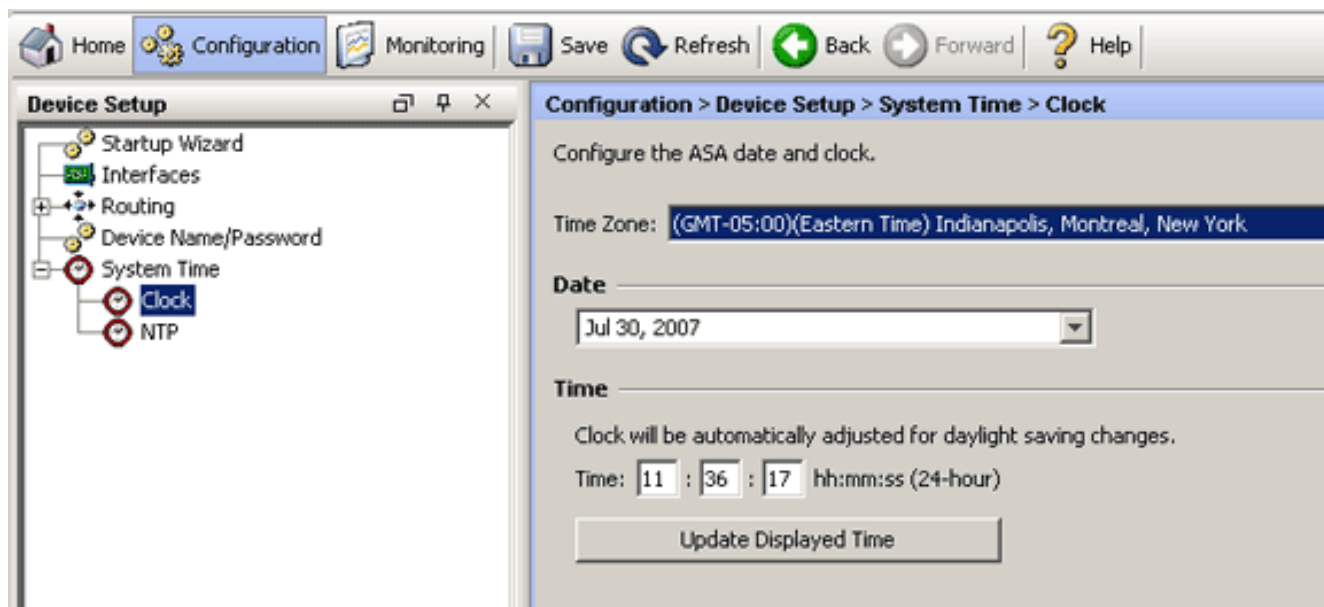 Home Configuration Monitoring Save Refresh Back Forward Help
Device Setup
Startup Wizard
Interfaces
Routing
Device Name/Password
System Time
Clock
NTP
Configuration > Device Setup > System Time > Clock
Configure the ASA date and clock.
Time Zone: (GMT-05:00)(Eastern Time) Indianapolis, Montreal, New York
Date
Jul 30, 2007
Time
Clock will be automatically adjusted for daylight saving changes.
Time: 11 : 36 : 17 hh:mm:ss (24-hour)
Update Displayed Time